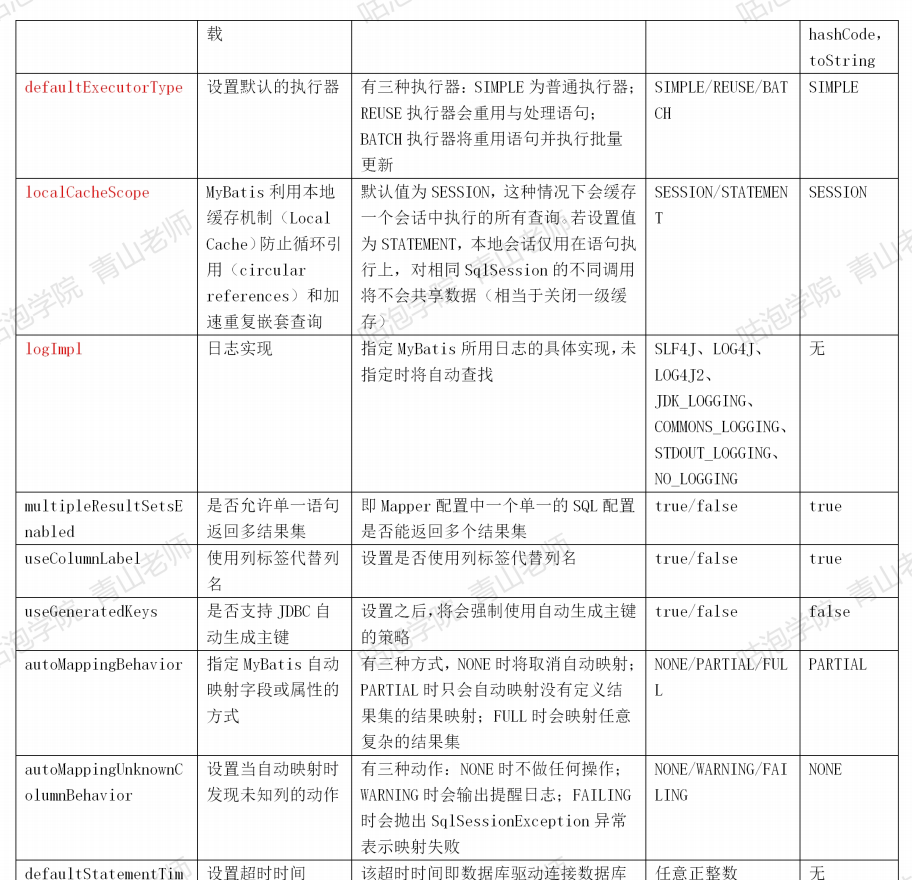 载
hashCode,
toString
defaultExecutorType
设置默认的执行器
有三种执行器：SIMPLE 为普通执行器；
REUSE 执行器会重用与处理语句；
BATCH 执行器将重用语句并执行批量
更新
SIMPLE/REUSE/BAT
CH
SIMPLE
localCacheScope
MyBatis 利用本地
缓存机制（Local
Cache）防止循环引
用（circular
references）和加
速重复嵌套查询
默认值为 SESSION，这种情况下会缓存
一个会话中执行的所有查询。若设置值
为 STATEMENT，本地会话仅用在语句执
行上，对相同 SqlSession 的不同调用
将不会共享数据（相当于关闭一级缓
存）
SESSION/STATEMEN
T
SESSION
logImpl
日志实现
指定 MyBatis 所用日志的具体实现，未
指定时将自动查找
SLF4J、LOG4J、
LOG4J2、
JDK_LOGGING、
COMMONS_LOGGING、
STDOUT_LOGGING、
NO_LOGGING
无
multipleResultSetsE
nabled
是否允许单一语句
返回多结果集
即 Mapper 配置中一个单一的 SQL 配置
是否能返回多个结果集
true/false
true
useColumnLabel
使用列标签代替列
名
设置是否使用列标签代替列名
true/false
true
useGeneratedKeys
是否支持 JDBC 自
动生成主键
设置之后，将会强制使用自动生成主键
的策略
true/false
false
autoMappingBehavior
指定 MyBatis 自动
映射字段或属性的
方式
有三种方式，NONE 时将取消自动映射；
PARTIAL 时只会自动映射没有定义结
果集的结果映射；FULL 时会映射任意
复杂的结果集
NONE/PARTIAL/FUL
L
PARTIAL
autoMappingUnknownC
olumnBehavior
设置当自动映射时
发现未知列的动作
有三种动作：NONE 时不做任何操作；
WARNING 时会输出提醒日志；FAILING
时会抛出 SqlSessionException 异常
表示映射失败
NONE/WARNING/FAI
LING
NONE
defaultStatementTim
设置超时时间
该超时时间即数据库驱动连接数据库
任意正整数
无
咕泡学院 青山老师